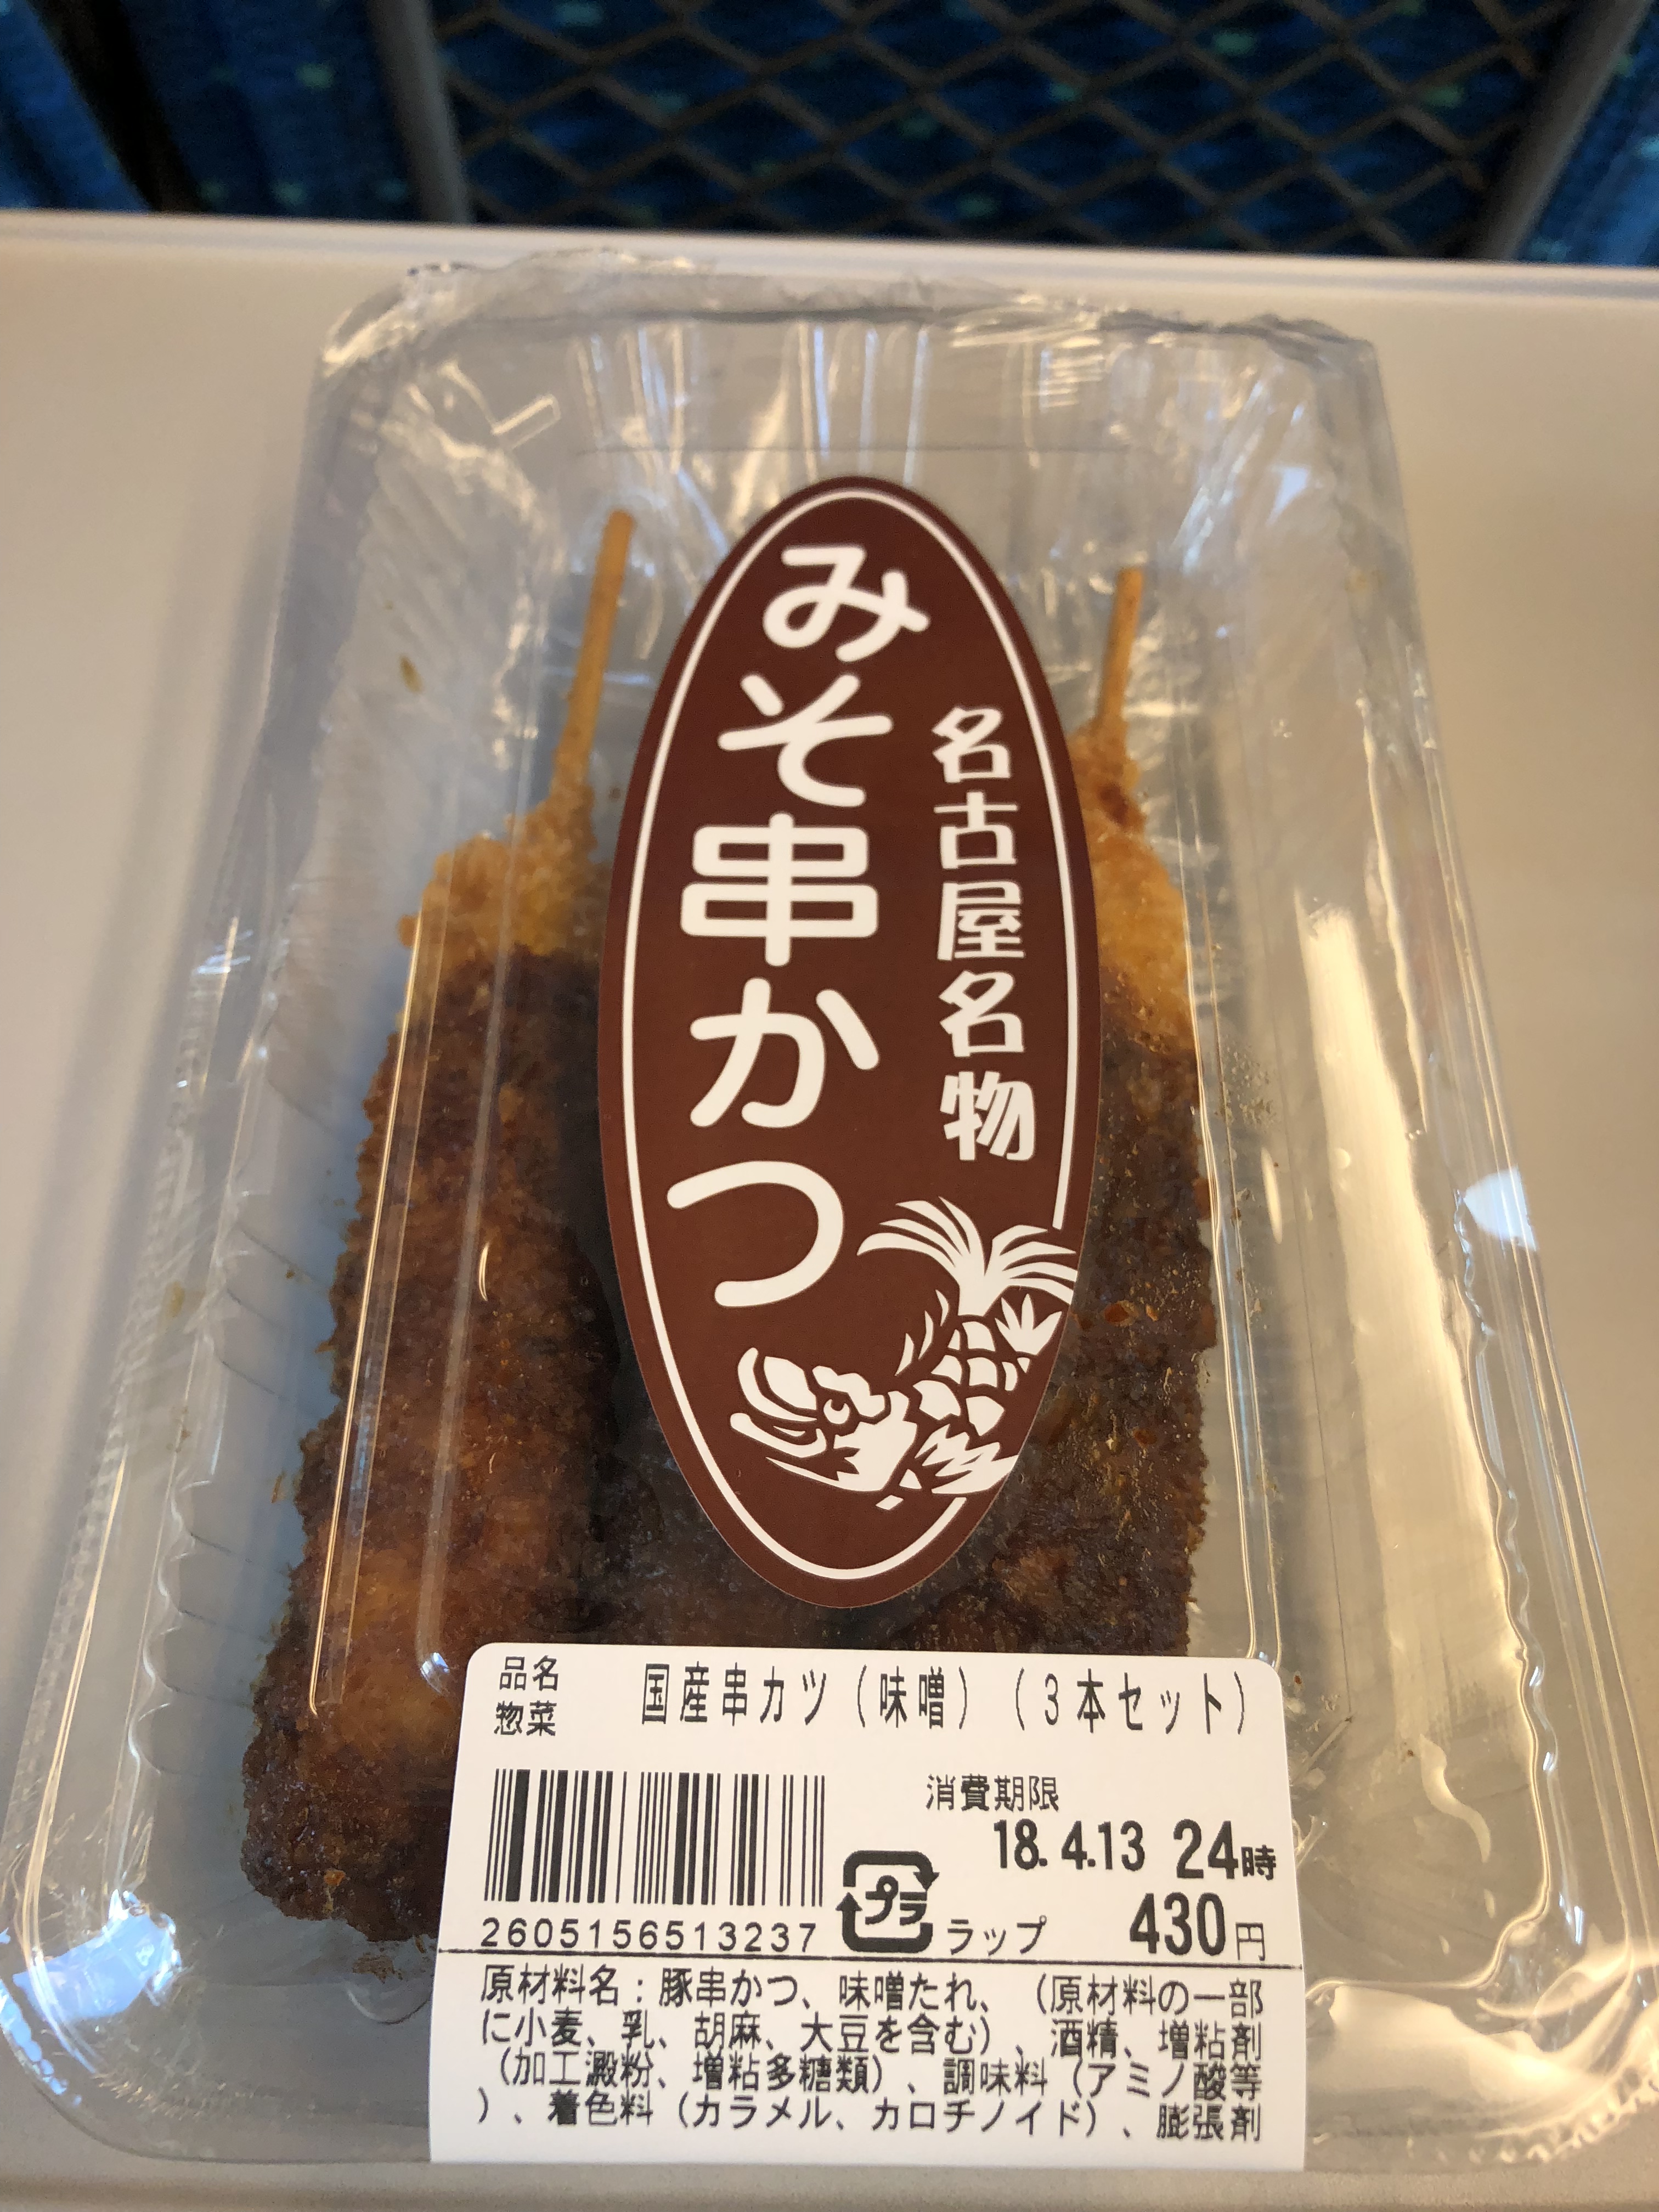 名古屋名物
みそ串かつ
品名
惣菜
国産串カツ(味噌)(3本セット)
消費期限
18.4.13 24時
2605156513237
プラ
ラップ
430円
原材料名:豚串かつ、味噌たれ、(原材料の一部
に小麦、乳、胡麻、大豆を含む)、酒精、増粘剤
(加工澱粉、増粘多糖類)、調味料(アミノ酸等
)、着色料(カラメル、カロチノイド)、膨張剤